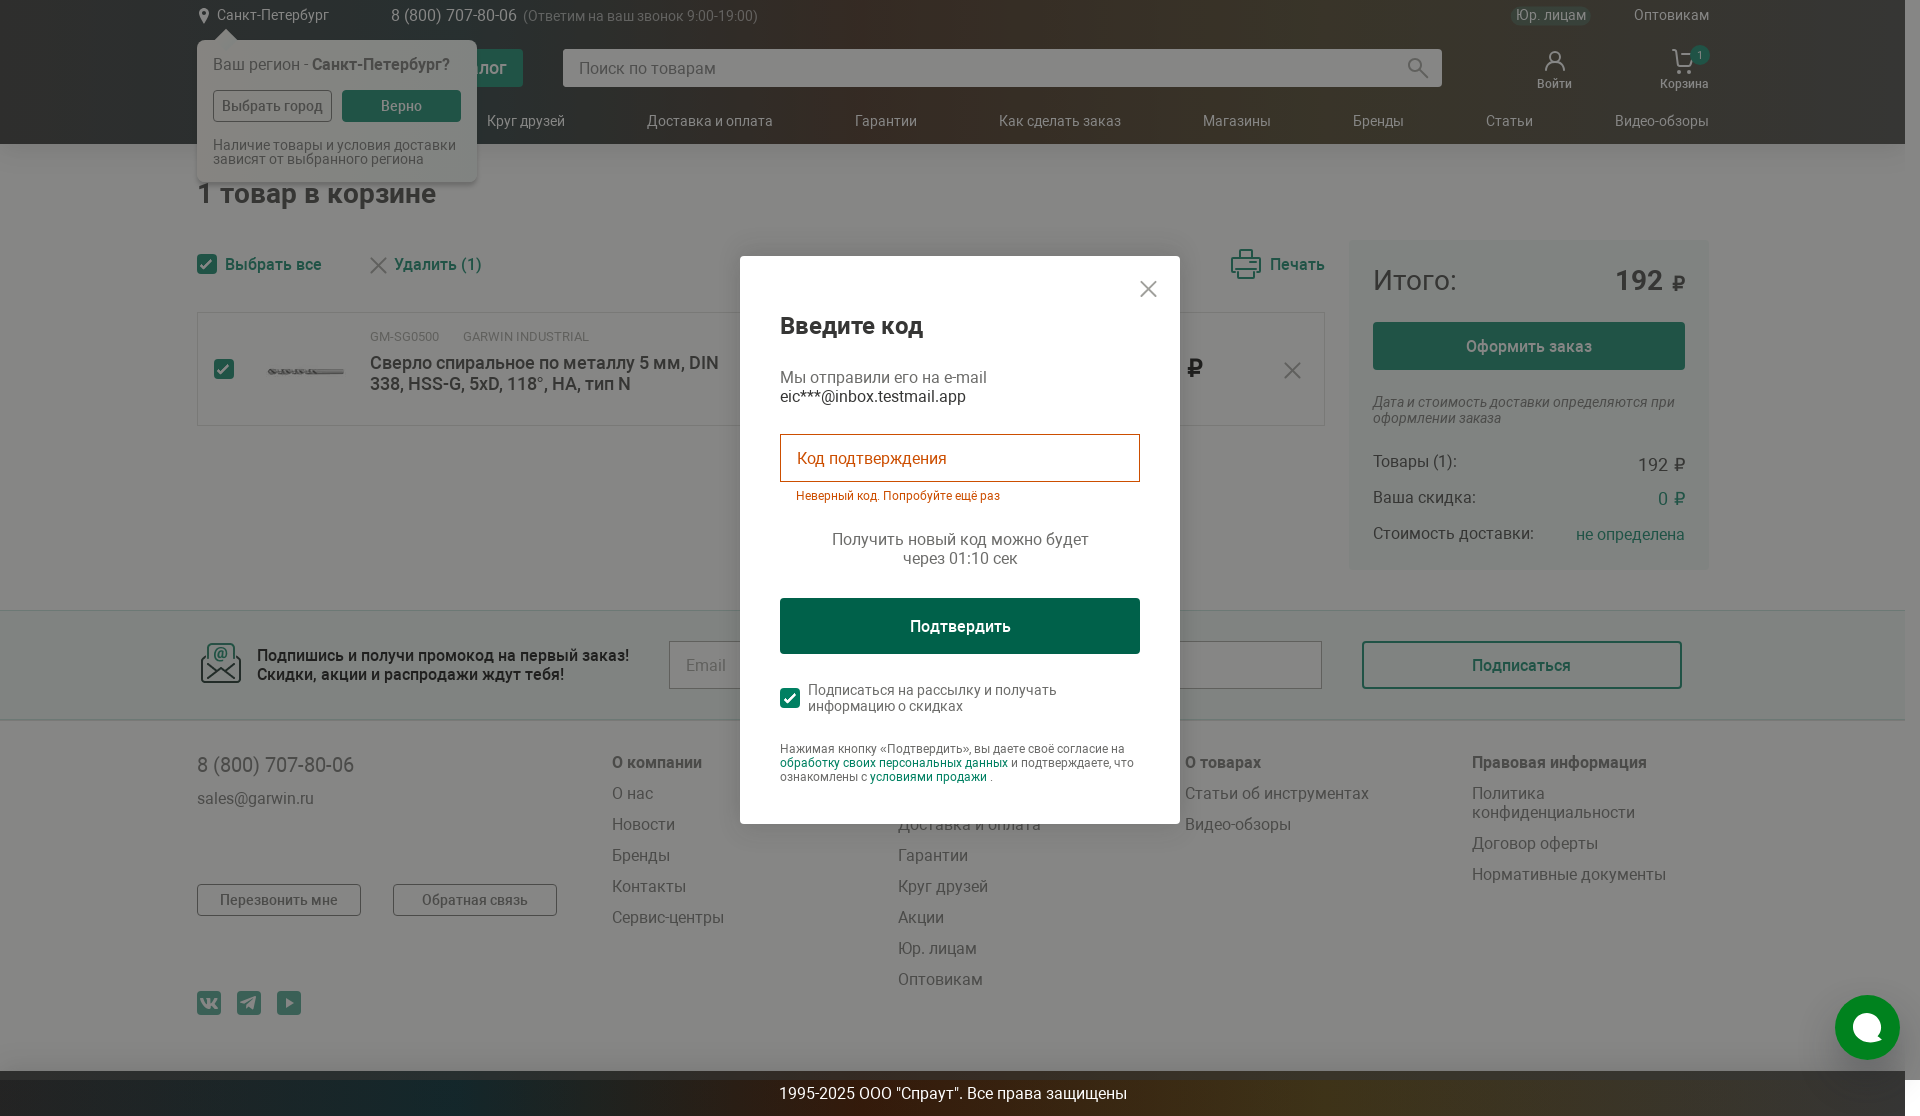 Санкт-Петербург
8 (800) 707-80-06 (Ответим на ваш звонок 9:00-19:00)
Юр. лицам
Оптовикам
Ваш регион - Санкт-Петербург?
Выбрать город
Верно
Наличие товары и условия доставки
зависят от выбранного региона
Поиск по товарам
Войти
1
Корзина
Круг друзей
Доставка и оплата
Гарантии
Как сделать заказ
Магазины
Бренды
Статьи
Видео-обзоры
1 товар в корзине
Выбрать все
Удалить (1)
Печать
GM-SG0500
GARWIN INDUSTRIAL
Сверло спиральное по металлу 5 мм, DIN
338, HSS-G, 5xD, 118°, HA, тип N
₽
Итого:
192 ₽
Оформить заказ
Дата и стоимость доставки определяются при
оформлении заказа
Товары (1):
192 ₽
Ваша скидка:
0 ₽
Стоимость доставки:
не определена
Введите код
Мы отправили его на e-mail
eic***@inbox.testmail.app
Код подтверждения
Неверный код. Попробуйте ещё раз
Получить новый код можно будет
через 01:10 сек
Подтвердить
Подписаться на рассылку и получать
информацию о скидках
Нажимая кнопку «Подтвердить», вы даете своё согласие на
обработку своих персональных данных и подтверждаете, что
ознакомлены с условиями продажи .
Подпишись и получи промокод на первый заказ!
Скидки, акции и распродажи ждут тебя!
Email
Подписаться
8 (800) 707-80-06
sales@garwin.ru
Перезвонить мне
Обратная связь
О компании
О нас
Новости
Бренды
Контакты
Сервис-центры
Доставка и оплата
Гарантии
Круг друзей
Акции
Юр. лицам
Оптовикам
О товарах
Статьи об инструментах
Видео-обзоры
Правовая информация
Политика
конфиденциальности
Договор оферты
Нормативные документы
1995-2025 ООО "Спраут". Все права защищены